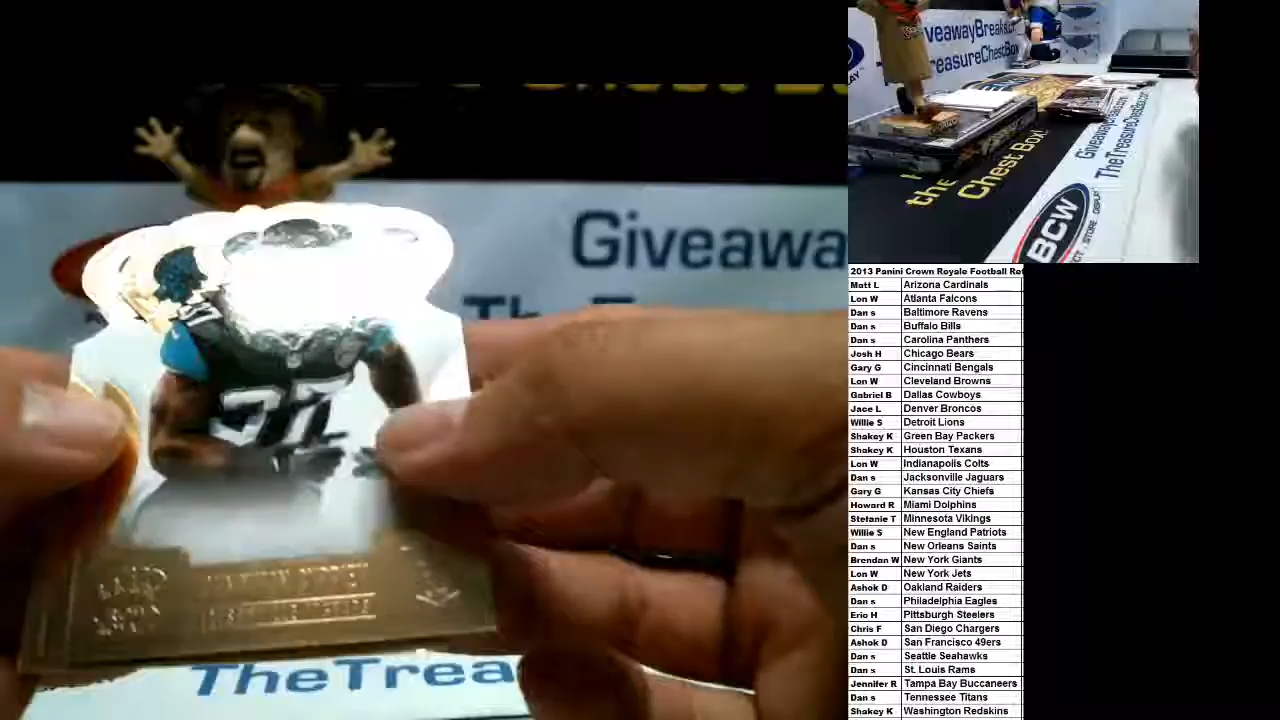 Giveawa
TheTrea
veawayBreaks.c
reasureChestBox
the
Chest Box!
GiveawayBreaks.com
TheTreasureChestBox.com
BCW
2013 Panini Crown Royale Football Ret
Matt L Arizona Cardinals
Lon W Atlanta Falcons
Dan s Baltimore Ravens
Dan s Buffalo Bills
Dan s Carolina Panthers
Josh H Chicago Bears
Gary G Cincinnati Bengals
Lon W Cleveland Browns
Gabriel B Dallas Cowboys
Jace L Denver Broncos
Willie S Detroit Lions
Shakey K Green Bay Packers
Shakey K Houston Texans
Lon W Indianapolis Colts
Dan s Jacksonville Jaguars
Gary G Kansas City Chiefs
Howard R Miami Dolphins
Stefanie T Minnesota Vikings
Willie S New England Patriots
Dan s New Orleans Saints
Brendan W New York Giants
Lon W New York Jets
Ashok D Oakland Raiders
Dan s Philadelphia Eagles
Eric H Pittsburgh Steelers
Chris F San Diego Chargers
Ashok D San Francisco 49ers
Dan s Seattle Seahawks
Dan s St. Louis Rams
Jennifer R Tampa Bay Buccaneers
Dan s Tennessee Titans
Shakey K Washington Redskins